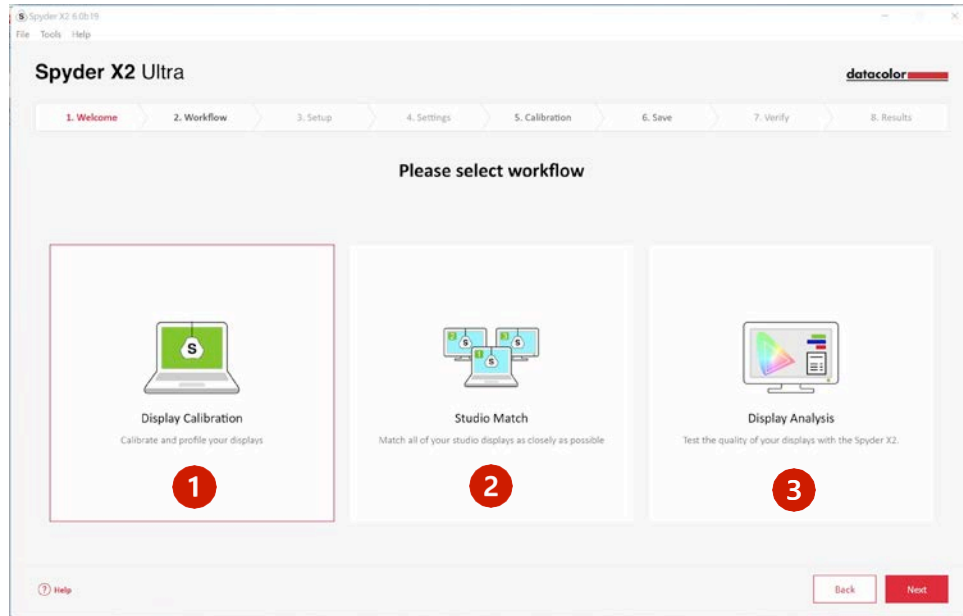 Spyder X2 6.0b19
File Tools Help
Spyder X2 Ultra
datacolor
1. Welcome 2. Workflow 3. Setup 4. Settings 5. Calibration 6. Save 7. Verify 8. Results
Please select workflow
S
2 S 3 S
1 S
Display Calibration Studio Match Display Analysis
Calibrate and profile your displays Match all of your studio displays as closely as possible Test the quality of your displays with the Spyder X2.
1 2 3
? Help Back Next